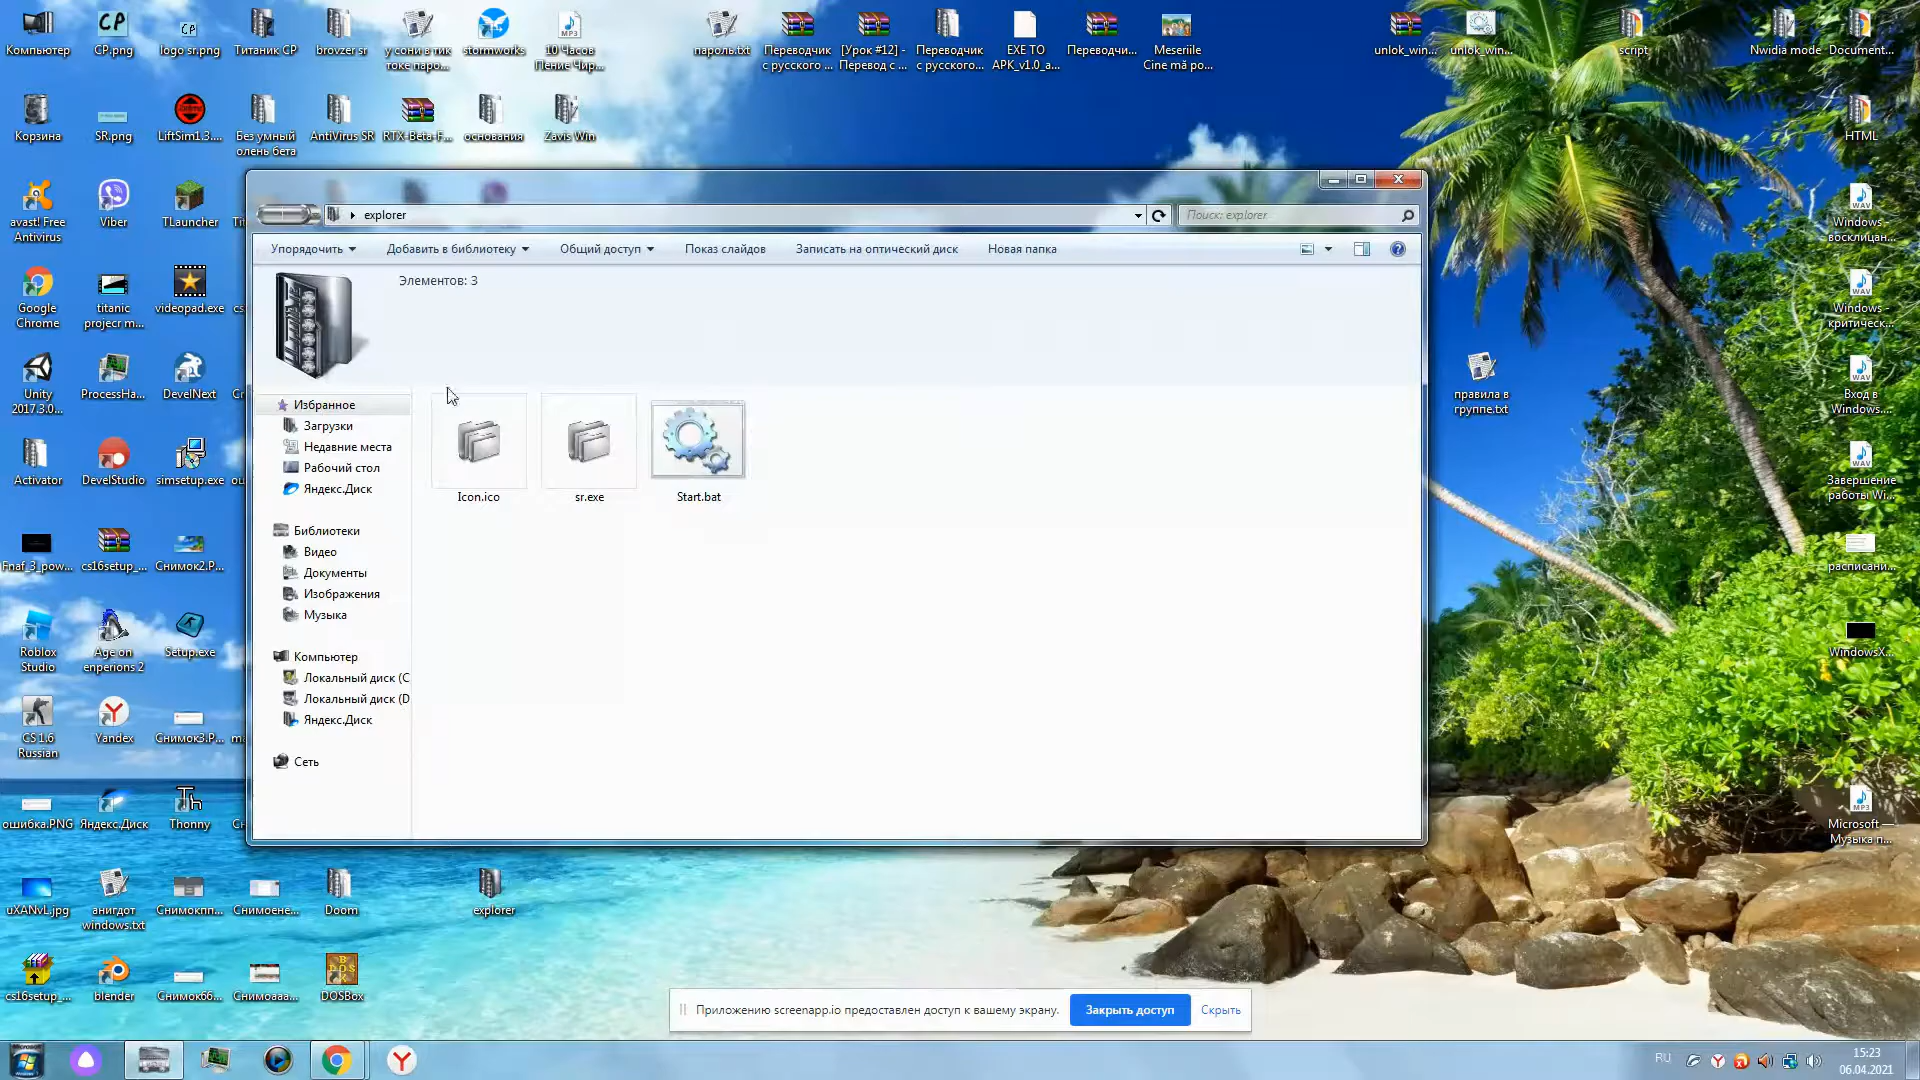 Компьютер
CP.png
logo sr.png
Титаник CP
brovzer sr
у сони в тик
токе паро...
stormworks
10 Часов
Пение Чир...
пароль.txt
Переводчик
с русского ...
[Урок #12] -
Перевод с ...
Переводчик
с русского...
EXE TO
APK_v1.0_a...
Переводчи...
Meseriile
Cine mă po...
unlok_win...
unlok_win...
script
Nwidia mode
Document...
Корзина
SR.png
LiftSim1.3....
Без умный
олень бета
AntiVirus SR
RTX-Beta-F...
основания
Zavis Win
HTML
avast! Free
Antivirus
Viber
TLauncher
Windows -
восклицан...
explorer
Поиск: explorer
Упорядочить
Добавить в библиотеку
Общий доступ
Показ слайдов
Записать на оптический диск
Новая папка
Элементов: 3
Google
Chrome
titanic
projecr m...
videopad.exe
Windows -
критическ...
Unity
2017.3.0...
ProcessHa...
DevelNext
правила в
группе.txt
Вход в
Windows....
Избранное
Загрузки
Недавние места
Рабочий стол
Яндекс.Диск
Библиотеки
Видео
Документы
Изображения
Музыка
Компьютер
Локальный диск (C
Локальный диск (D
Яндекс.Диск
Сеть
Icon.ico
sr.exe
Start.bat
Activator
DevelStudio
simsetup.exe
Завершение
работы Wi...
Fnaf_3_pow...
cs16setup_...
Снимок2.P...
расписани...
Roblox
Studio
Age on
enperions 2
Setup.exe
WindowsX...
CS 1.6
Russian
Yandex
Снимок3.P...
ошибка.PNG
Яндекс.Диск
Thonny
Microsoft —
Музыка п...
uXANvL.jpg
анигдот
windows.txt
Снимокпп...
Снимоене...
Doom
explorer
cs16setup_...
blender
Снимок66...
Снимоааа...
DOSBox
Приложению screenapp.io предоставлен доступ к вашему экрану.
Закрыть доступ
Скрыть
RU
15:23
06.04.2021